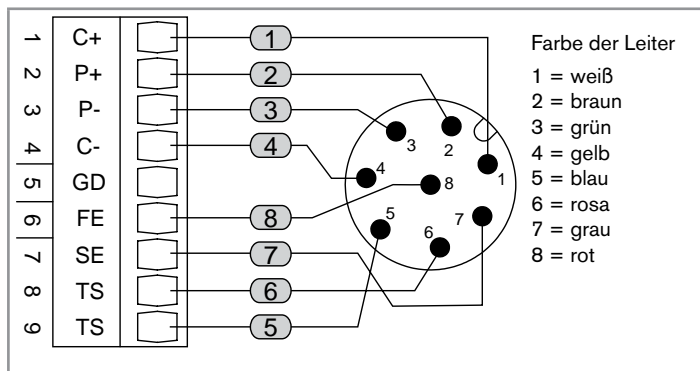 1 C+ 1
2 P+ 2
3 P- 3
4 C- 4
5 GD
6 FE 8
7 SE 7
8 TS 6
9 TS 5
3 2
4 8 1
5 6 7
Farbe der Leiter
1 = weiß
2 = braun
3 = grün
4 = gelb
5 = blau
6 = rosa
7 = grau
8 = rot